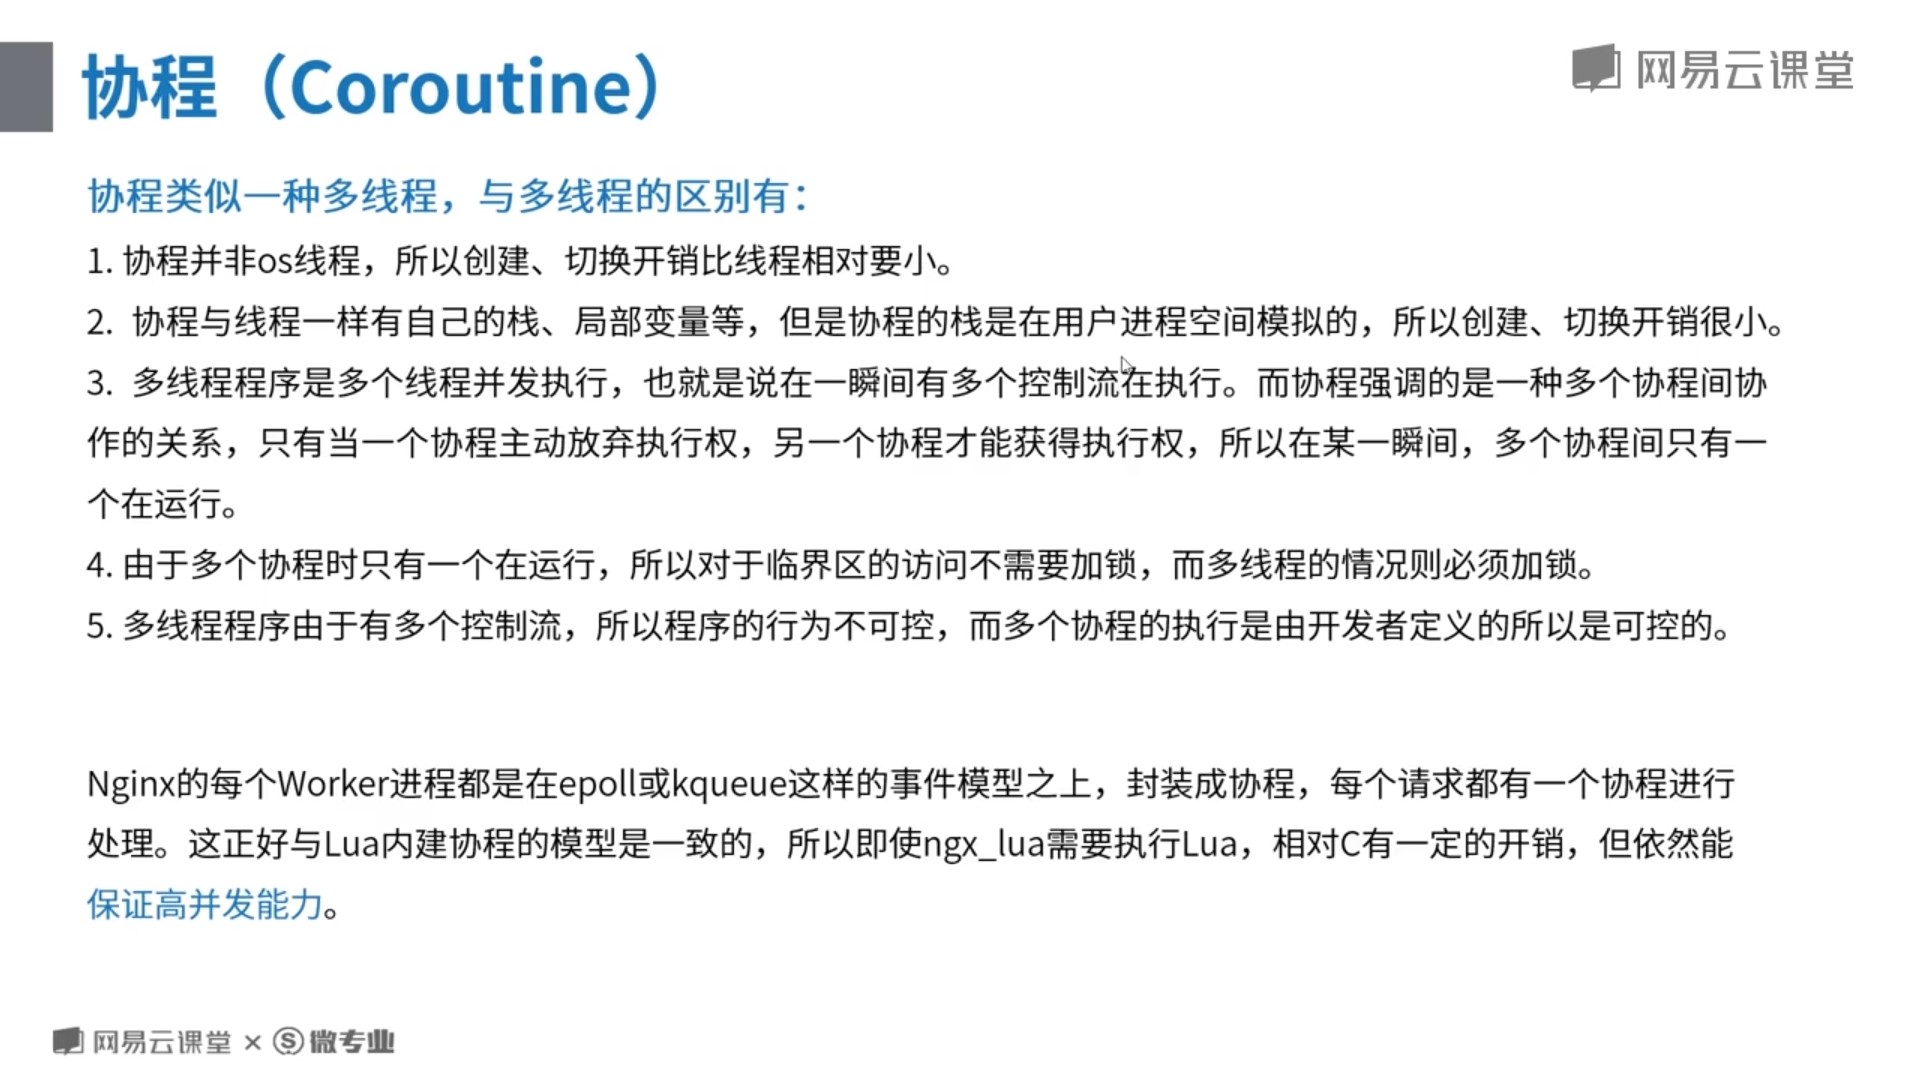 协程（Coroutine）
网易云课堂
协程类似一种多线程，与多线程的区别有：
1. 协程并非os线程，所以创建、切换开销比线程相对要小。
2. 协程与线程一样有自己的栈、局部变量等，但是协程的栈是在用户进程空间模拟的，所以创建、切换开销很小。
3. 多线程程序是多个线程并发执行，也就是说在一瞬间有多个控制流在执行。而协程强调的是一种多个协程间协
作的关系，只有当一个协程主动放弃执行权，另一个协程才能获得执行权，所以在某一瞬间，多个协程间只有一
个在运行。
4. 由于多个协程时只有一个在运行，所以对于临界区的访问不需要加锁，而多线程的情况则必须加锁。
5. 多线程程序由于有多个控制流，所以程序的行为不可控，而多个协程的执行是由开发者定义的所以是可控的。
Nginx的每个Worker进程都是在epoll或kqueue这样的事件模型之上，封装成协程，每个请求都有一个协程进行
处理。这正好与Lua内建协程的模型是一致的，所以即使ngx_lua需要执行Lua，相对C有一定的开销，但依然能
保证高并发能力。
网易云课堂 × S 微专业